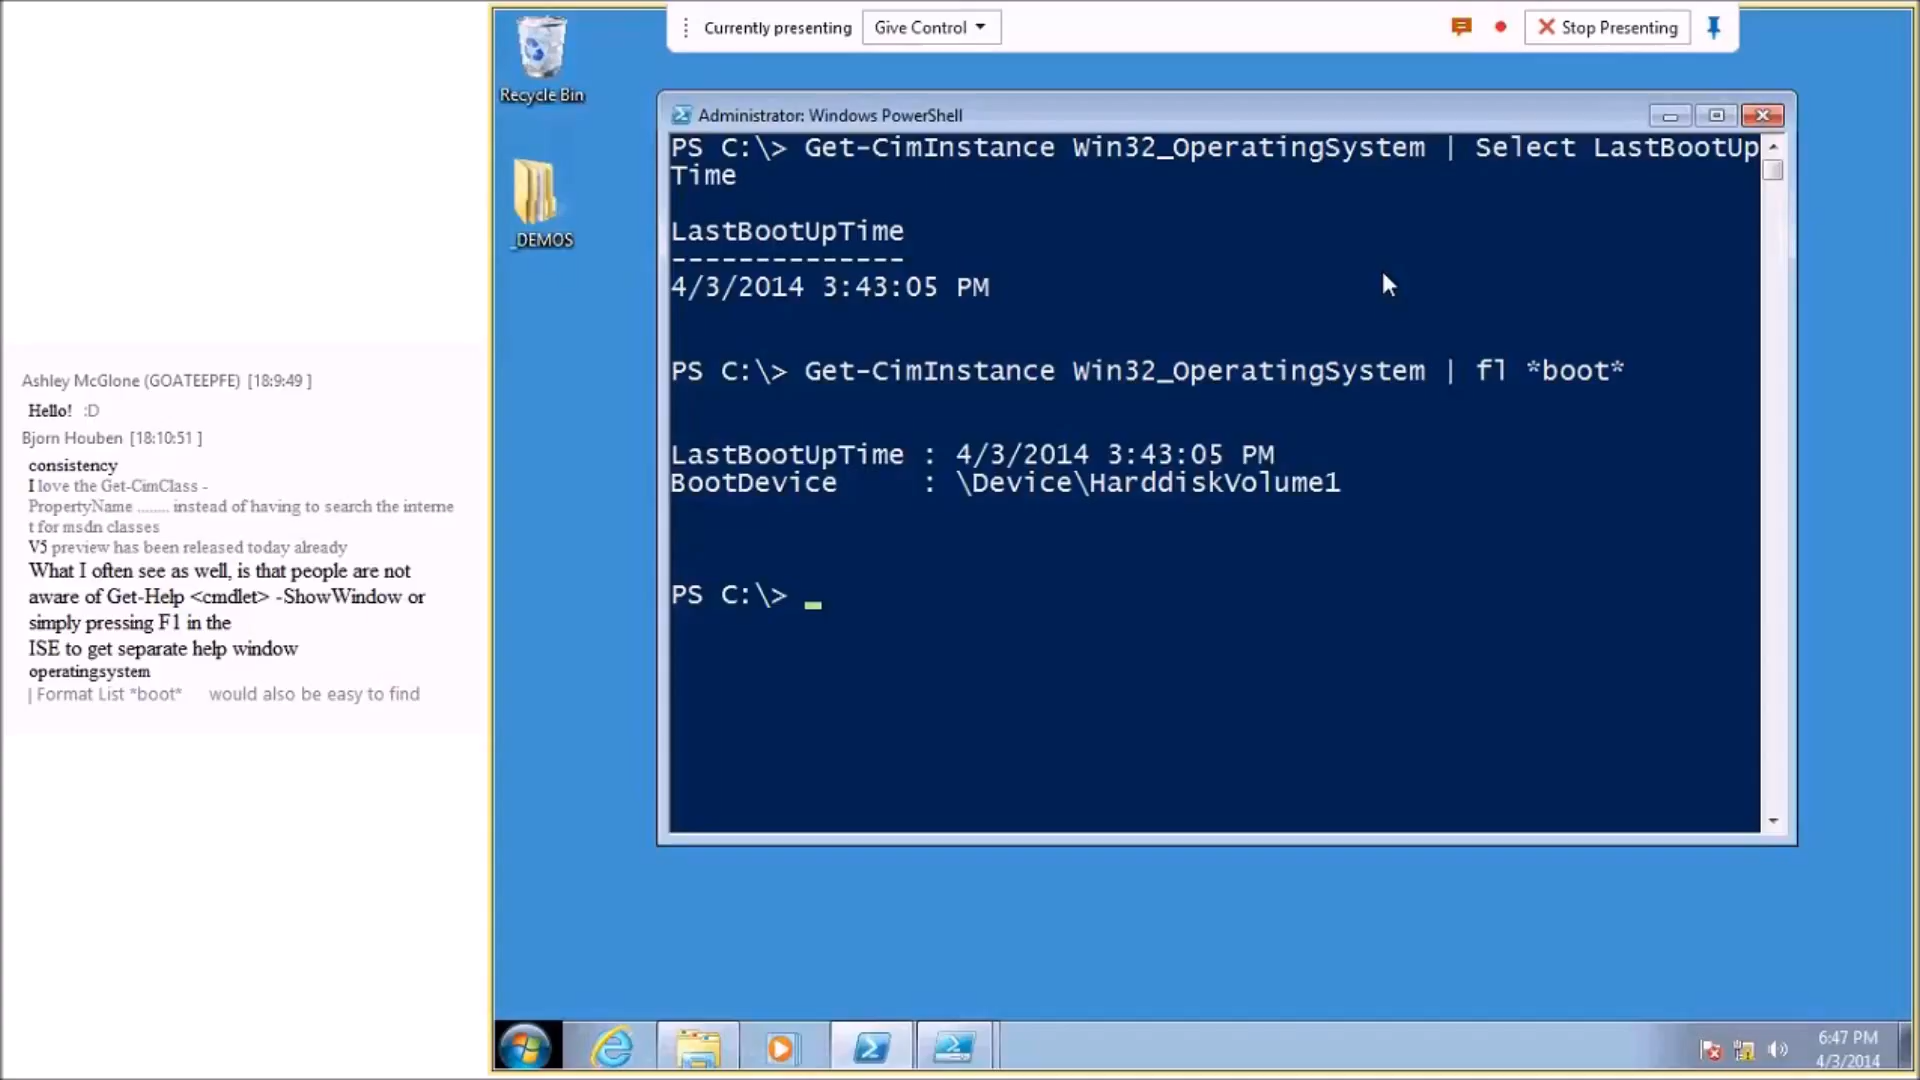 Ashley McGlone (GOATEEPFE) [18:9:49 ]
Hello! :D
Bjorn Houben [18:10:51 ]
consistency
I love the Get-CimClass -
PropertyName ........ instead of having to search the interne
t for msdn classes
V5 preview has been released today already
What I often see as well, is that people are not
aware of Get-Help <cmdlet> -ShowWindow or
simply pressing F1 in the
ISE to get separate help window
operatingsystem
| Format List *boot* would also be easy to find
Currently presenting
Give Control
Stop Presenting
Recycle Bin
_DEMOS
Administrator: Windows PowerShell
PS C:\> Get-CimInstance Win32_OperatingSystem | Select LastBootUp
Time
LastBootUpTime
--------------
4/3/2014 3:43:05 PM
PS C:\> Get-CimInstance Win32_OperatingSystem | fl *boot*
LastBootUpTime : 4/3/2014 3:43:05 PM
BootDevice : \Device\HarddiskVolume1
PS C:\> _
6:47 PM
4/3/2014